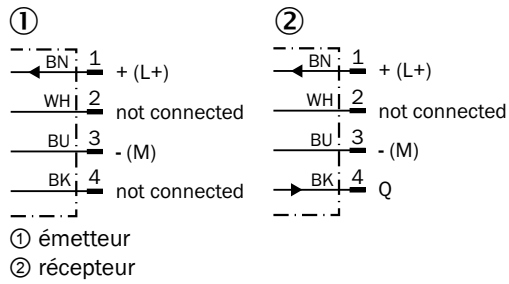 ① ②
BN 1 + (L+)
WH 2 not connected
BU 3 - (M)
BK 4 not connected
BN 1 + (L+)
WH 2 not connected
BU 3 - (M)
BK 4 Q
① émetteur
② récepteur